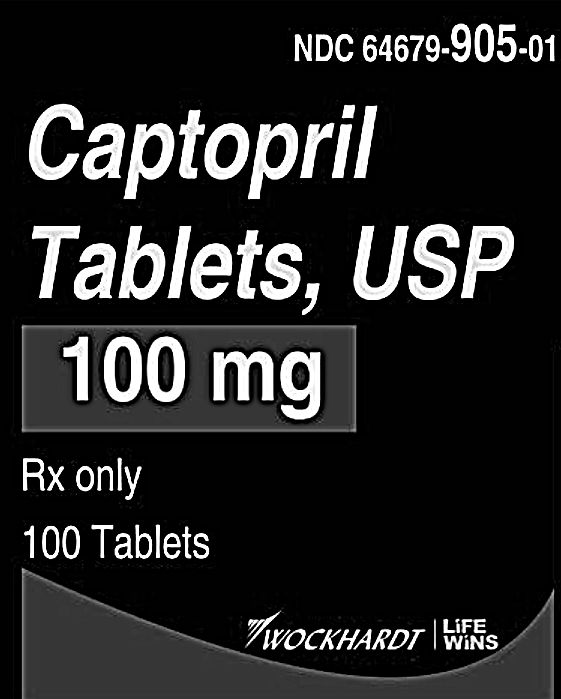 NDC 64679-905-01
Captopril
Tablets, USP
100 mg
Rx only
100 Tablets
WOCKHARDT | LiFE WiNS